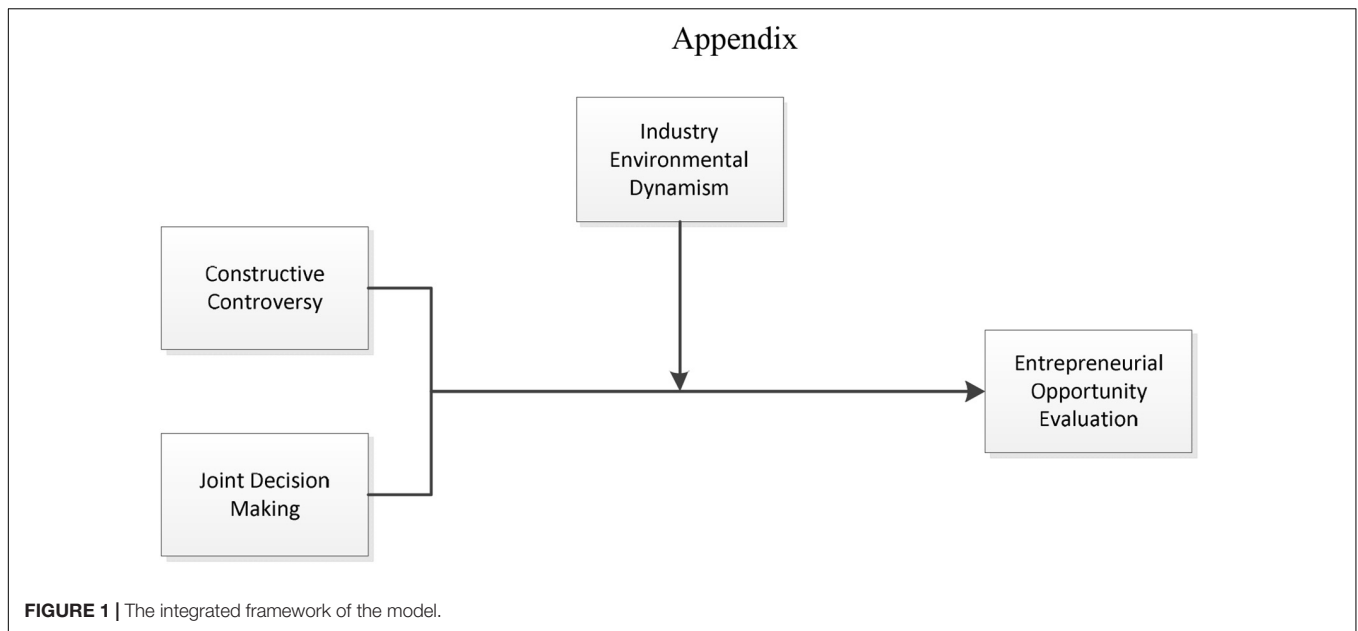 Appendix
Industry
Environmental
Dynamism
Constructive
Controversy
Entrepreneurial
Opportunity
Evaluation
Joint Decision
Making
FIGURE 1 | The integrated framework of the model.